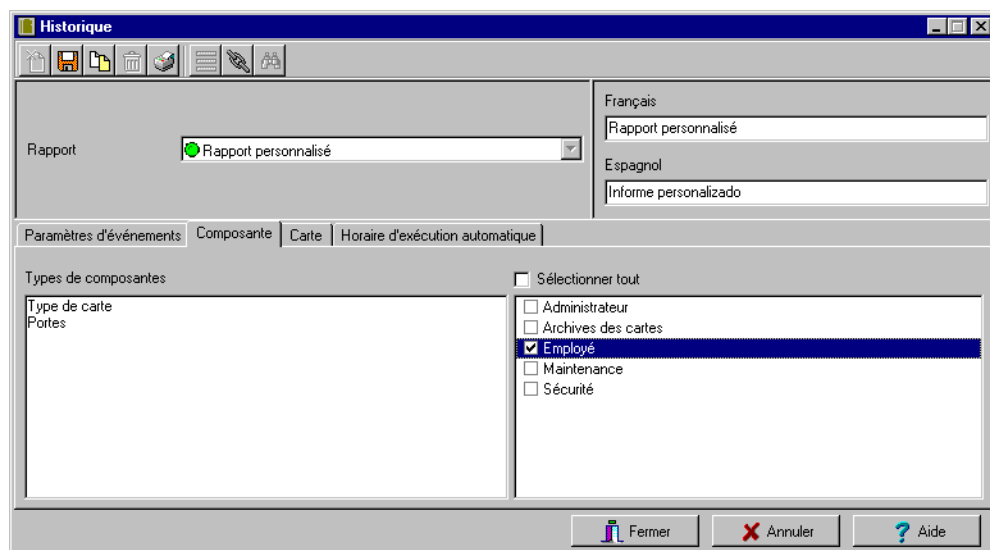 Historique
Français
Rapport personnalisé
Rapport
Rapport personnalisé
Espagnol
Informe personalizado
Paramètres d'événements Composante Carte Horaire d'exécution automatique
Types de composantes
Sélectionner tout
Type de carte
Portes
Administrateur
Archives des cartes
Employé
Maintenance
Sécurité
Fermer Annuler Aide